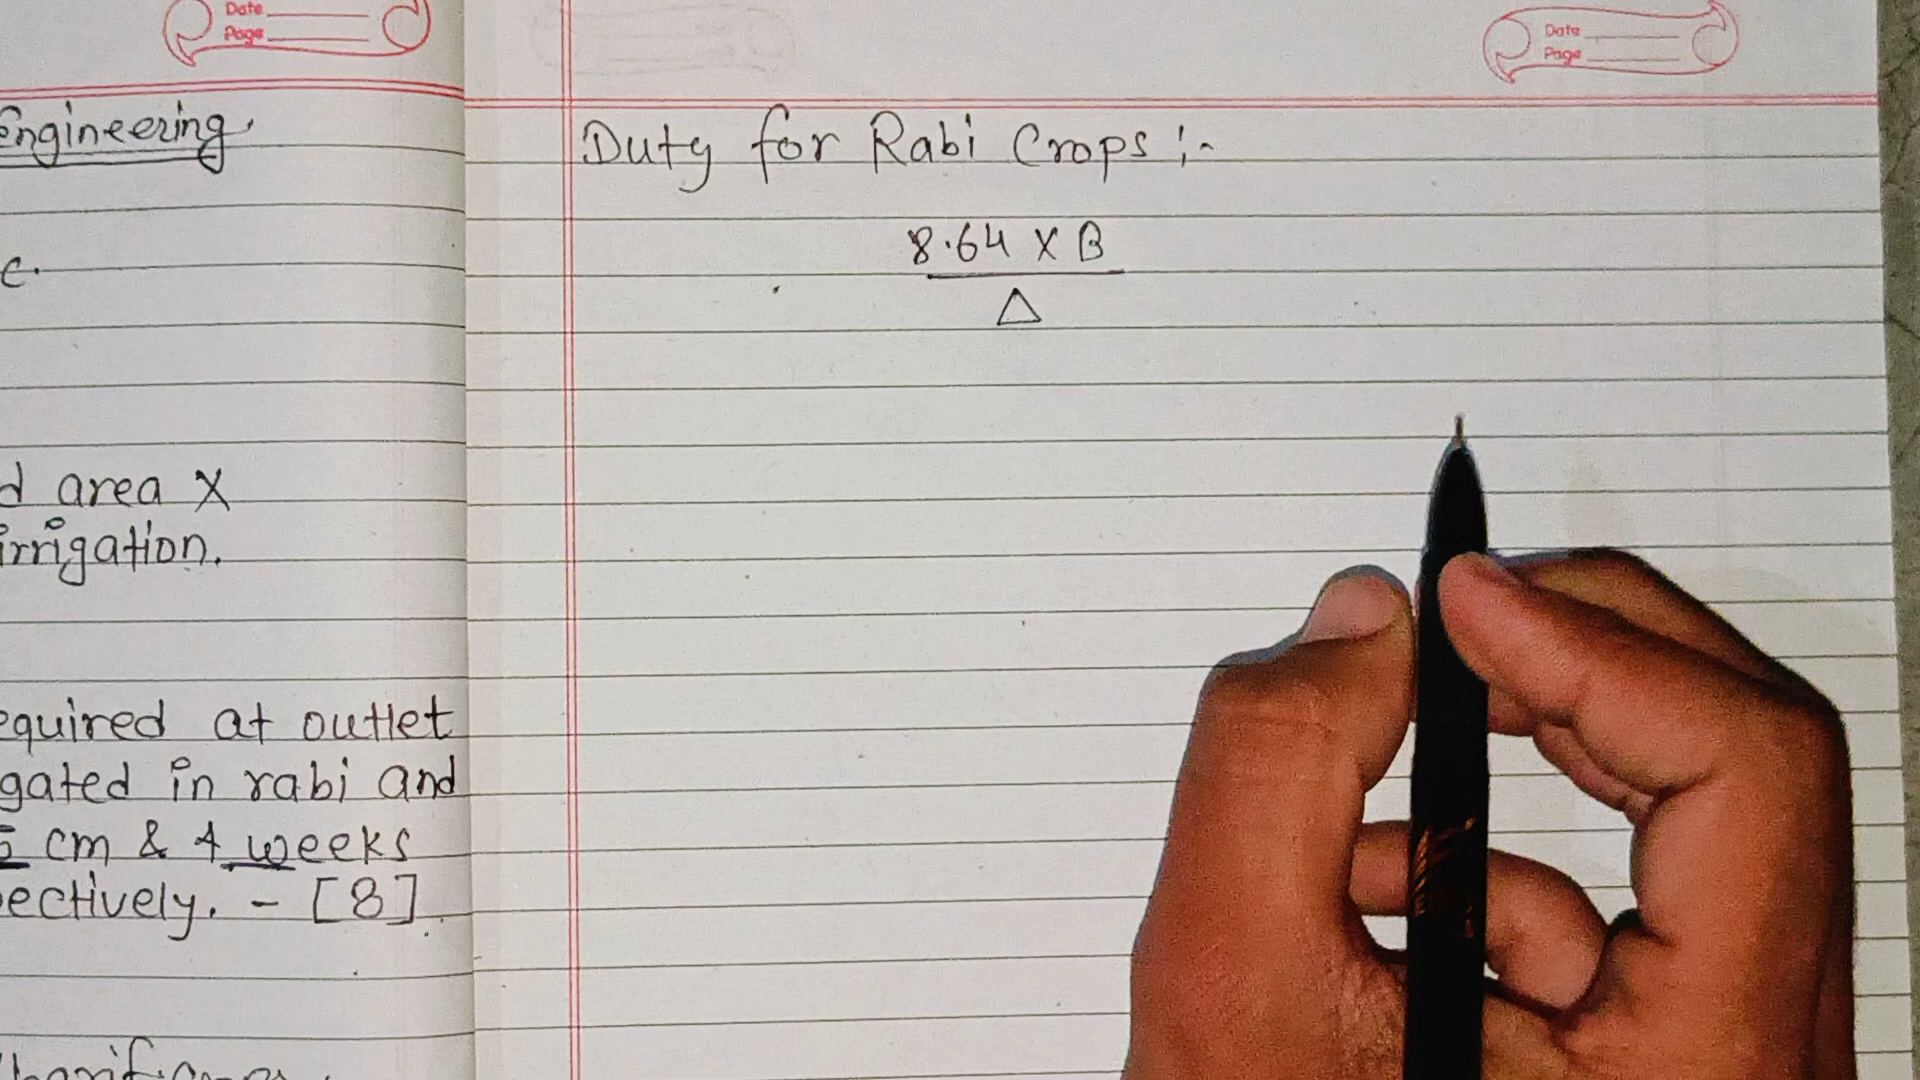 Date
Page
Engineering.
c.
d area X
irrigation.
equired at outlet
gated in rabi and
5 cm & 4 weeks
ectively. - [8].
Date
Page
Duty for Rabi Crops :-
8.64 X B
Δ